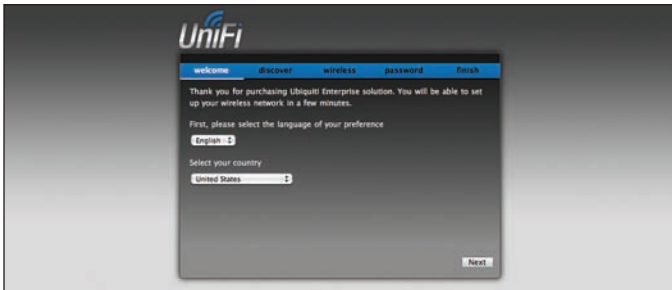 UniFi
welcome discover wireless password finish
Thank you for purchasing Ubiquiti Enterprise solution. You will be able to set
up your wireless network in a few minutes.
First, please select the language of your preference
English
Select your country
United States
Next